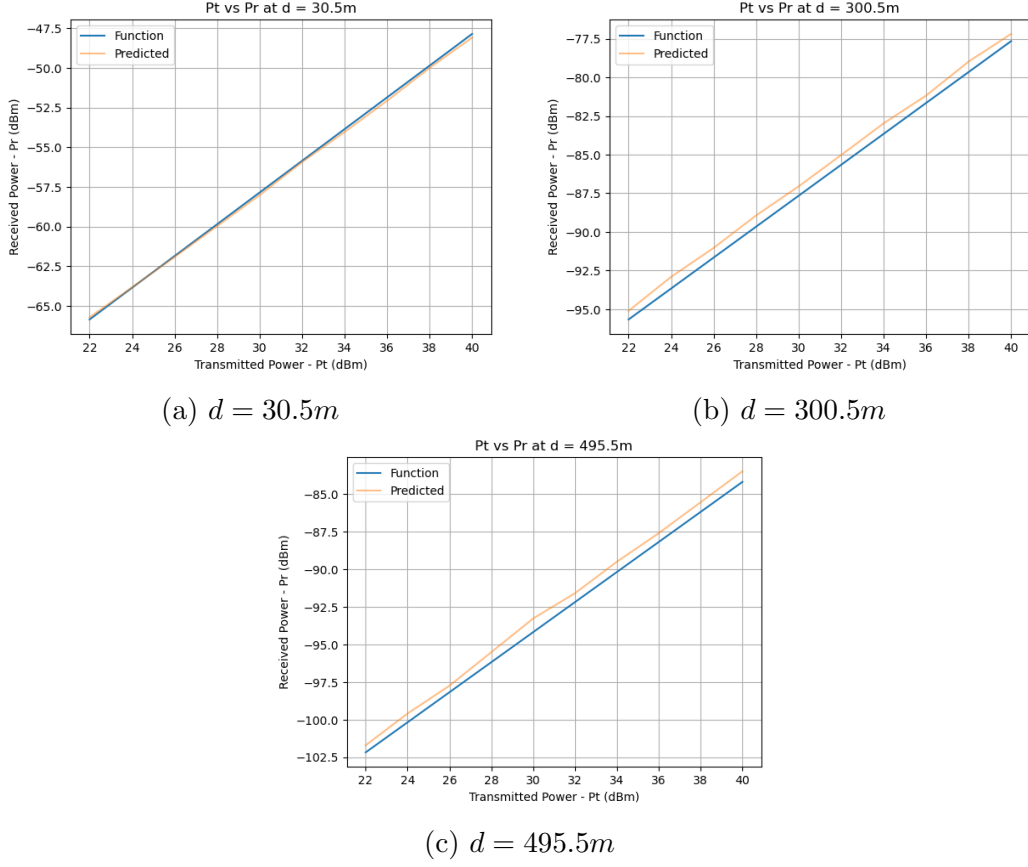 Pt vs Pr at d = 30.5m
Function
Predicted
Received Power - Pr (dBm)
−47.5
−50.0
−52.5
−55.0
−57.5
−60.0
−62.5
−65.0
22 24 26 28 30 32 34 36 38 40
Transmitted Power - Pt (dBm)
(a) d = 30.5m
Pt vs Pr at d = 300.5m
Function
Predicted
Received Power - Pr (dBm)
−77.5
−80.0
−82.5
−85.0
−87.5
−90.0
−92.5
−95.0
22 24 26 28 30 32 34 36 38 40
Transmitted Power - Pt (dBm)
(b) d = 300.5m
Pt vs Pr at d = 495.5m
Function
Predicted
Received Power - Pr (dBm)
−85.0
−87.5
−90.0
−92.5
−95.0
−97.5
−100.0
−102.5
22 24 26 28 30 32 34 36 38 40
Transmitted Power - Pt (dBm)
(c) d = 495.5m